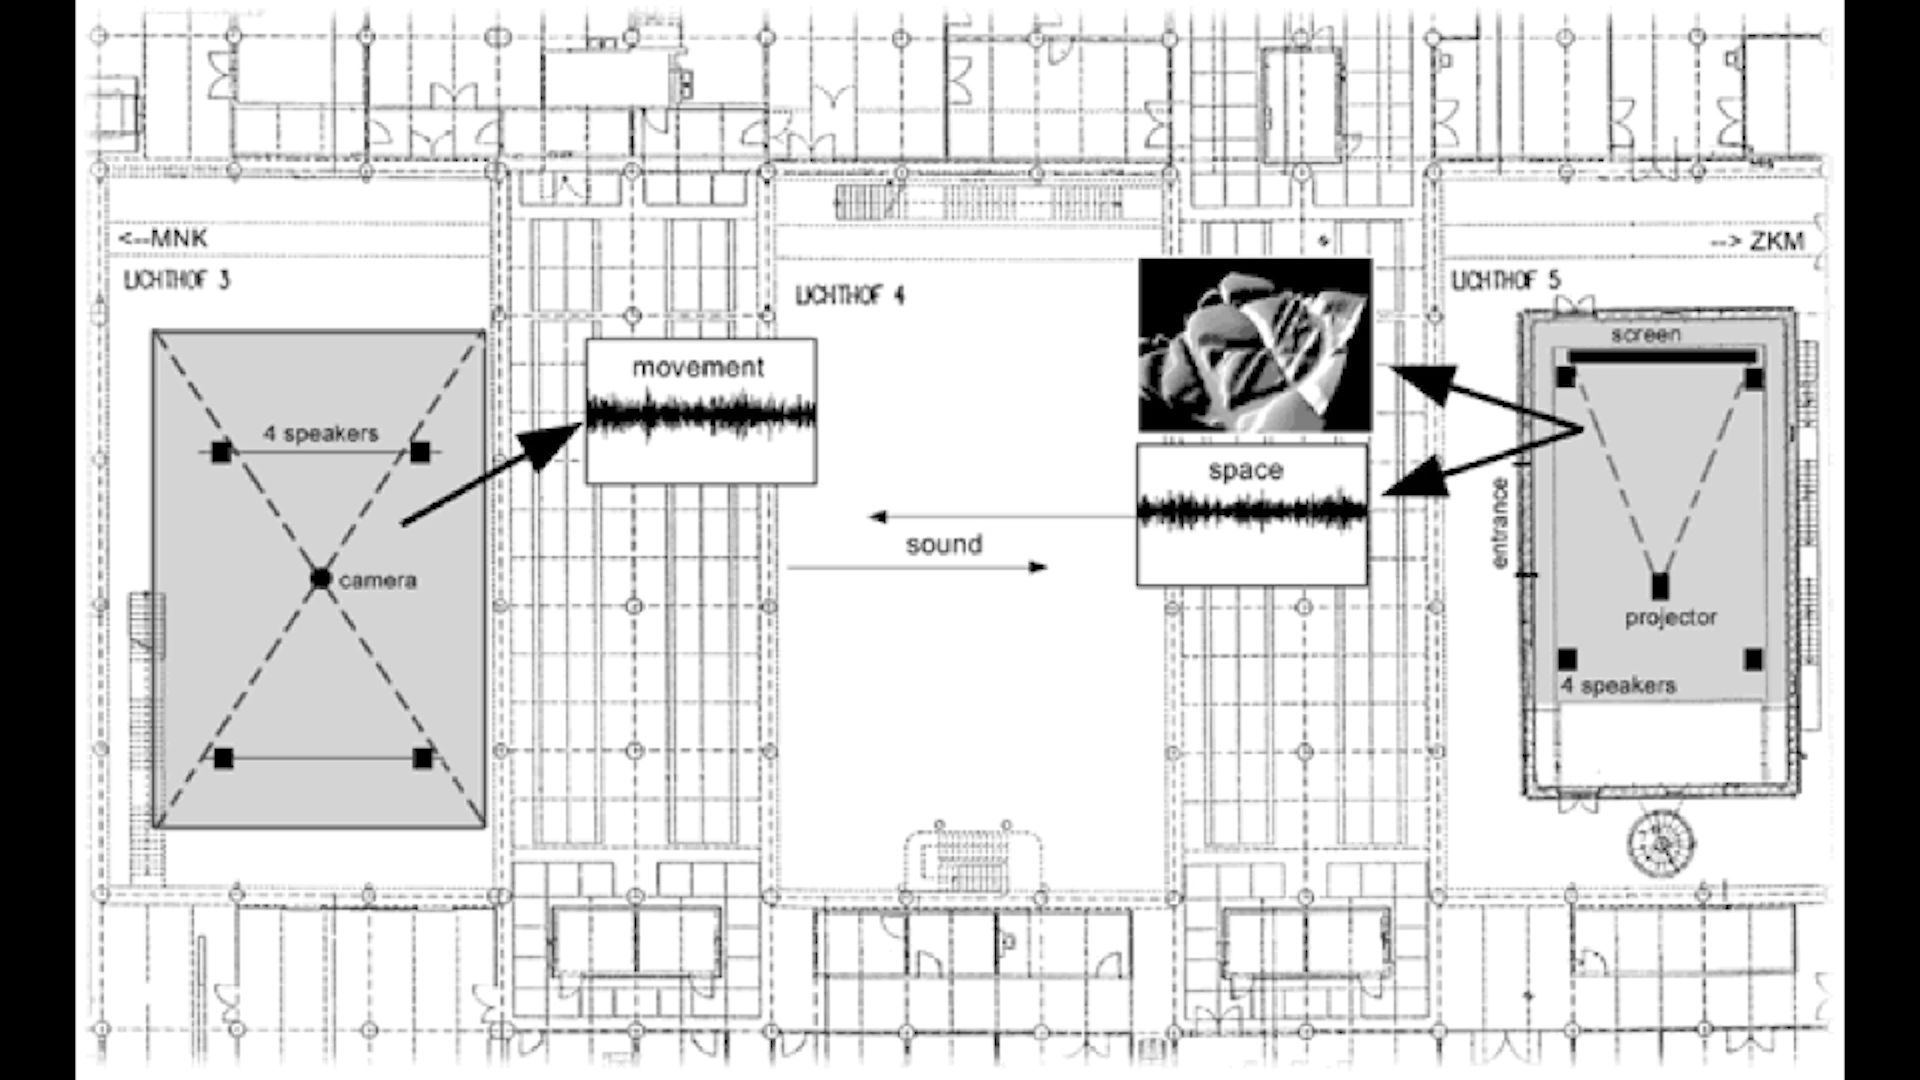 <--MNK
--> ZKM
LICHTHOF 3
LICHTHOF 4
LICHTHOF 5
screen
movement
4 speakers
space
entrance
sound
camera
projector
4 speakers